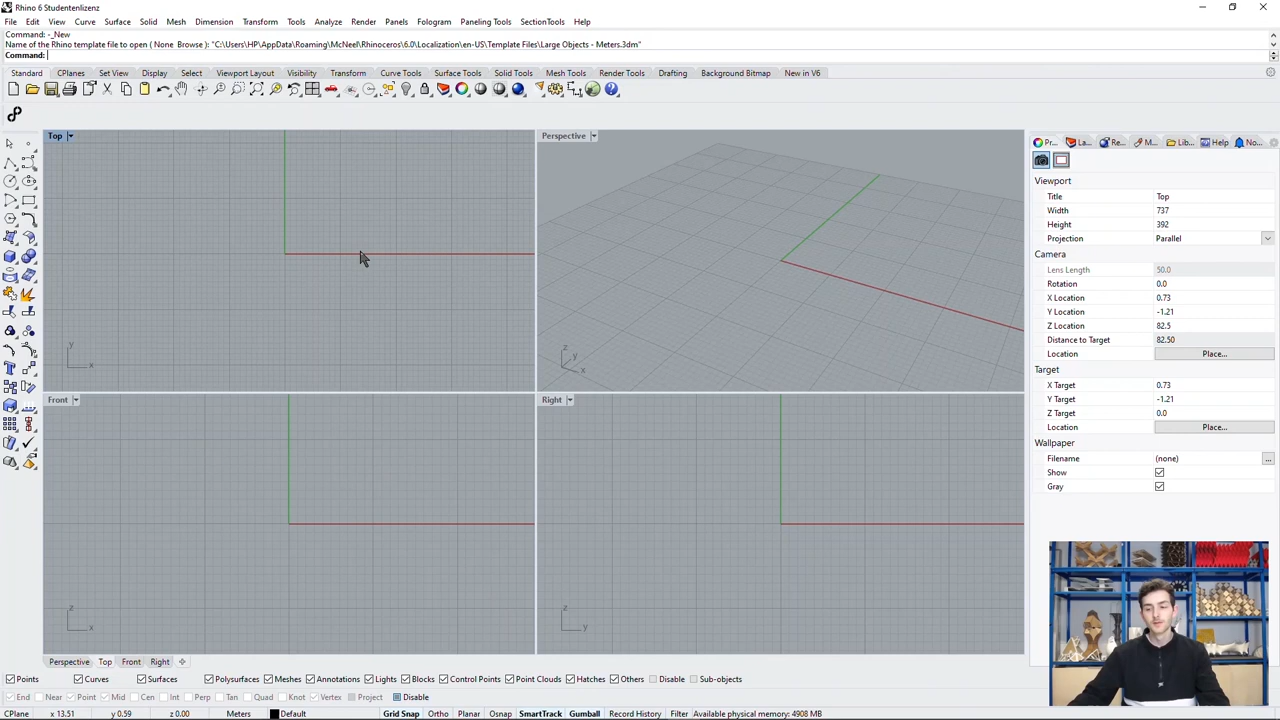 Rhino 6 Studentenlizenz
File Edit View Curve Surface Solid Mesh Dimension Transform Tools Analyze Render Panels Fologram Paneling Tools SectionTools Help
Command: -_New
Name of the Rhino template file to open ( None Browse ): "C:\Users\HP\AppData\Roaming\McNeel\Rhinoceros\6.0\Localization\en-US\Template Files\Large Objects - Meters.3dm"
Command:
Standard CPlanes Set View Display Select Viewport Layout Visibility Transform Curve Tools Surface Tools Solid Tools Mesh Tools Render Tools Drafting Background Bitmap New in V6
Top
y
x
Perspective
z
y
x
Front
z
x
Right
z
y
Pr... La... Re... M... Lib... Help No...
Viewport
Title Top
Width 737
Height 392
Projection Parallel
Camera
Lens Length 50.0
Rotation 0.0
X Location 0.73
Y Location -1.21
Z Location 82.5
Distance to Target 82.50
Location Place...
Target
X Target 0.73
Y Target -1.21
Z Target 0.0
Location Place...
Wallpaper
Filename (none) ...
Show
Gray
Perspective Top Front Right
Points Curves Surfaces Polysurfaces Meshes Annotations Lights Blocks Control Points Point Clouds Hatches Others Disable Sub-objects
End Near Point Mid Cen Int Perp Tan Quad Knot Vertex Project Disable
CPlane x 13.51 y 0.59 z 0.00 Meters Default Grid Snap Ortho Planar Osnap SmartTrack Gumball Record History Filter Available physical memory: 4908 MB